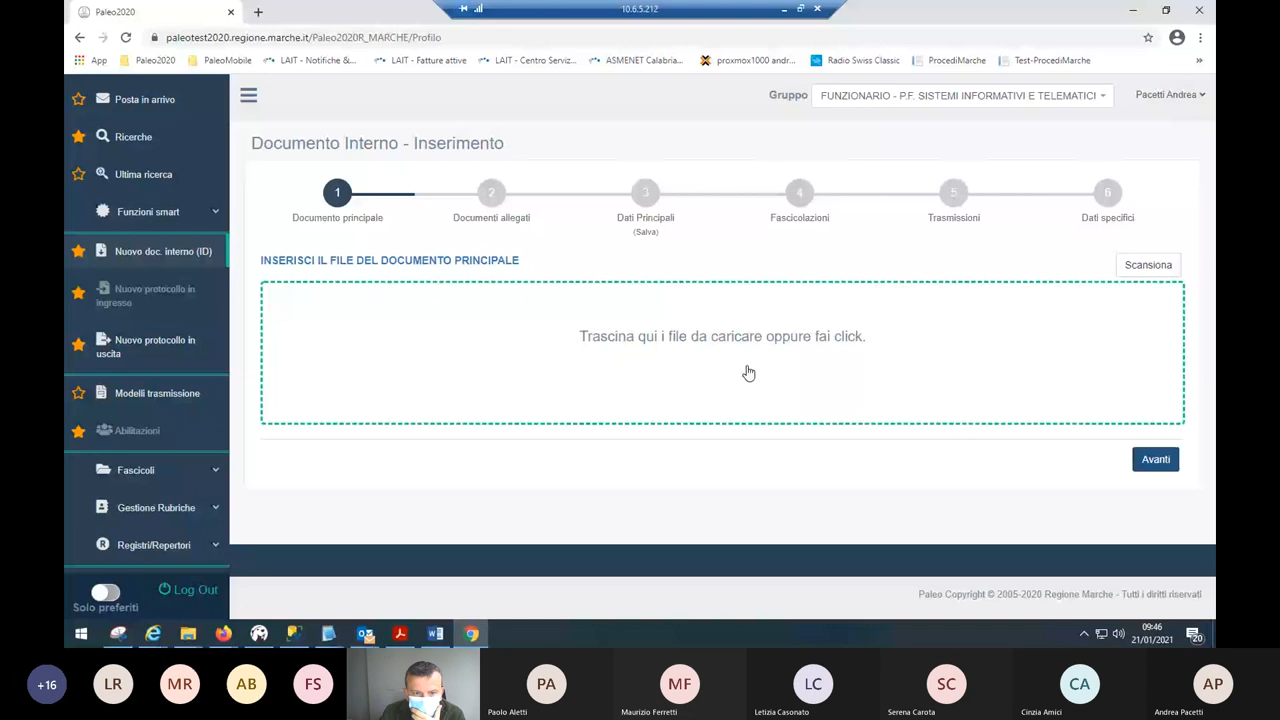 Paleo2020
10.6.5.212
paleotest2020.regione.marche.it/Paleo2020R_MARCHE/Profilo
App
Paleo2020
PaleoMobile
LAIT - Notifiche &...
LAIT - Fatture attive
LAIT - Centro Serviz...
ASMENET Calabria...
proxmox1000 andr...
Radio Swiss Classic
ProcediMarche
Test-ProcediMarche
Posta in arrivo
Ricerche
Ultima ricerca
Funzioni smart
Nuovo doc. interno (ID)
Nuovo protocollo in
ingresso
Nuovo protocollo in
uscita
Modelli trasmissione
Abilitazioni
Fascicoli
Gestione Rubriche
Registri/Repertori
Solo preferiti
Log Out
Gruppo
FUNZIONARIO - P.F. SISTEMI INFORMATIVI E TELEMATICI
Pacetti Andrea
Documento Interno - Inserimento
1
2
3
4
5
6
Documento principale
Documenti allegati
Dati Principali
(Salva)
Fascicolazioni
Trasmissioni
Dati specifici
INSERISCI IL FILE DEL DOCUMENTO PRINCIPALE
Scansiona
Trascina qui i file da caricare oppure fai click.
Avanti
Paleo Copyright © 2005-2020 Regione Marche - Tutti i diritti riservati
09:46
21/01/2021
20
+16
LR
MR
AB
FS
PA
Paolo Aletti
MF
Maurizio Ferretti
LC
Letizia Casonato
SC
Serena Carota
CA
Cinzia Amici
AP
Andrea Pacetti